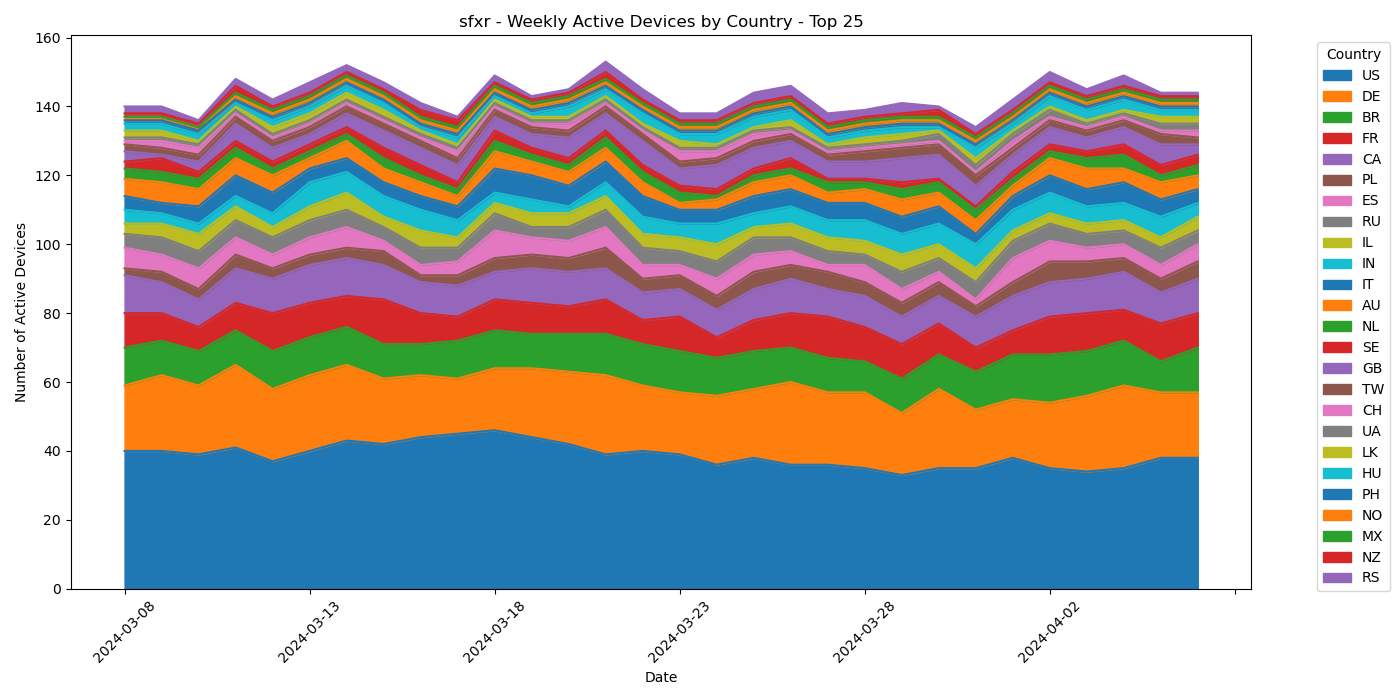 sfxr - Weekly Active Devices by Country - Top 25
Number of Active Devices
160
140
120
100
80
60
40
20
0
2024-03-08
2024-03-13
2024-03-18
2024-03-23
2024-03-28
2024-04-02
Date
Country
US
DE
BR
FR
CA
PL
ES
RU
IL
IN
IT
AU
NL
SE
GB
TW
CH
UA
LK
HU
PH
NO
MX
NZ
RS